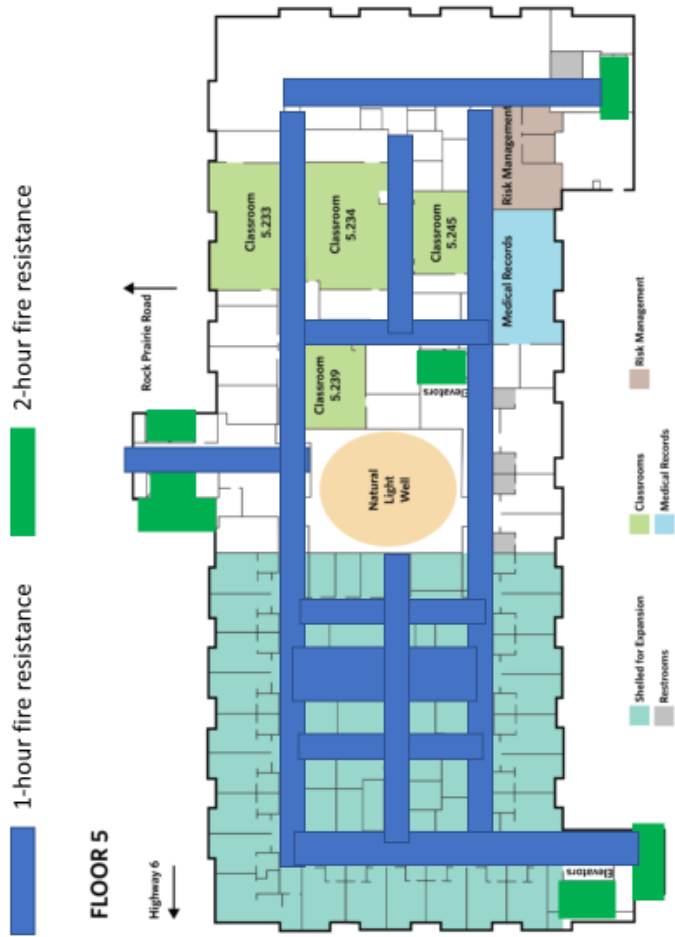 1-hour fire resistance
2-hour fire resistance
FLOOR 5
Highway 6
Rock Prairie Road
Classroom
5.233
Classroom
5.234
Classroom
5.245
Classroom
5.239
Natural
Light
Well
Elevators
Medical Records
Risk Management
Elevators
Shelled for Expansion
Restrooms
Classrooms
Medical Records
Risk Management